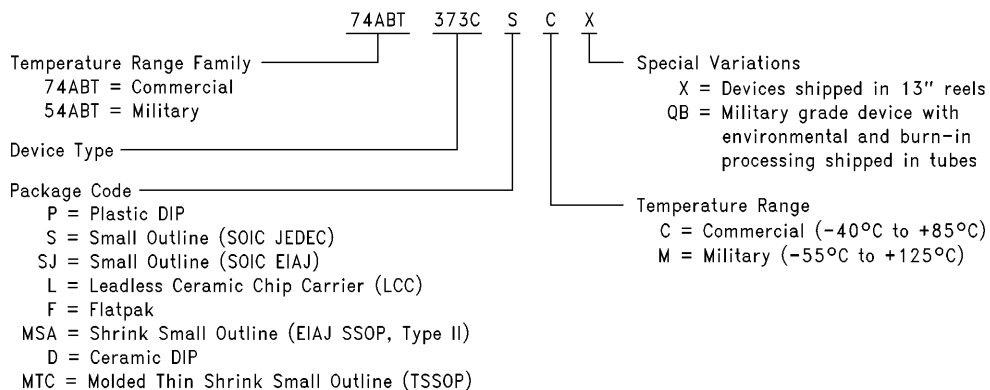 74ABT 373C S C X
Temperature Range Family
74ABT = Commercial
54ABT = Military
Device Type
Package Code
P = Plastic DIP
S = Small Outline (SOIC JEDEC)
SJ = Small Outline (SOIC EIAJ)
L = Leadless Ceramic Chip Carrier (LCC)
F = Flatpak
MSA = Shrink Small Outline (EIAJ SSOP, Type II)
D = Ceramic DIP
MTC = Molded Thin Shrink Small Outline (TSSOP)
Special Variations
X = Devices shipped in 13" reels
QB = Military grade device with
environmental and burn-in
processing shipped in tubes
Temperature Range
C = Commercial (-40°C to +85°C)
M = Military (-55°C to +125°C)